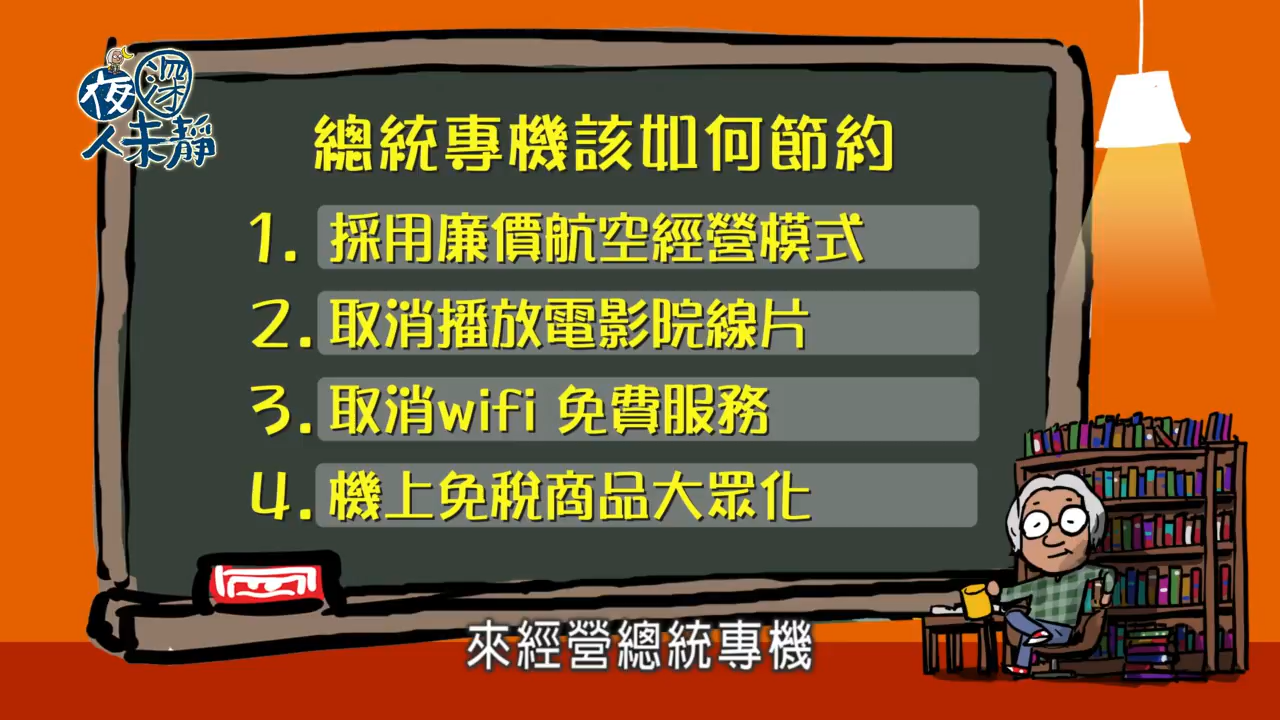 夜深
人未靜
總統專機該如何節約
1. 採用廉價航空經營模式
2. 取消播放電影院線片
3. 取消wifi 免費服務
4. 機上免稅商品大眾化
來經營總統專機